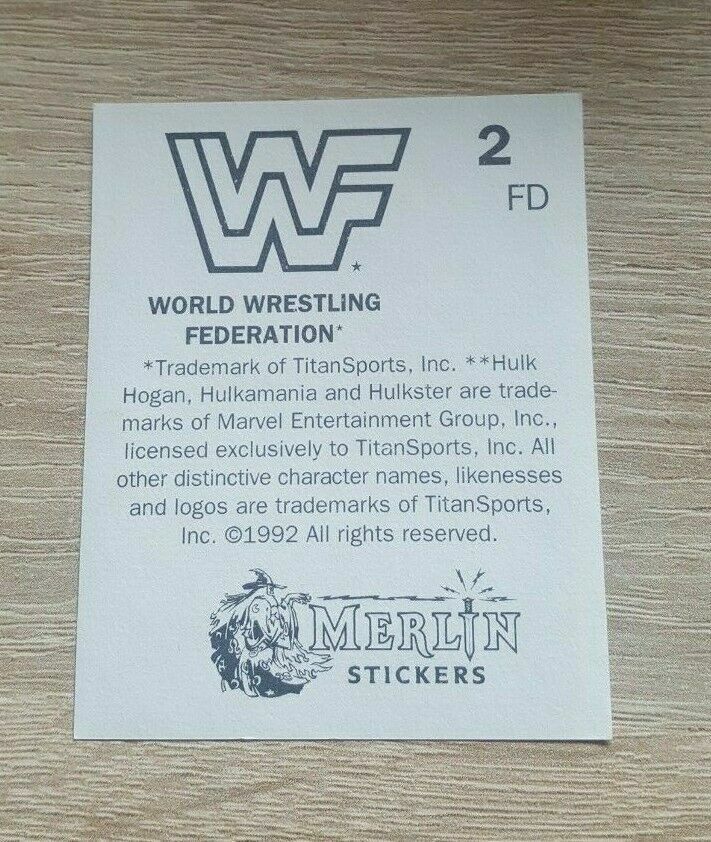 WF
2
FD
WORLD WRESTLING
FEDERATION*
*Trademark of TitanSports, Inc. **Hulk
Hogan, Hulkamania and Hulkster are trade-
marks of Marvel Entertainment Group, Inc.,
licensed exclusively to TitanSports, Inc. All
other distinctive character names, likenesses
and logos are trademarks of TitanSports,
Inc. ©1992 All rights reserved.
MERLIN
STICKERS